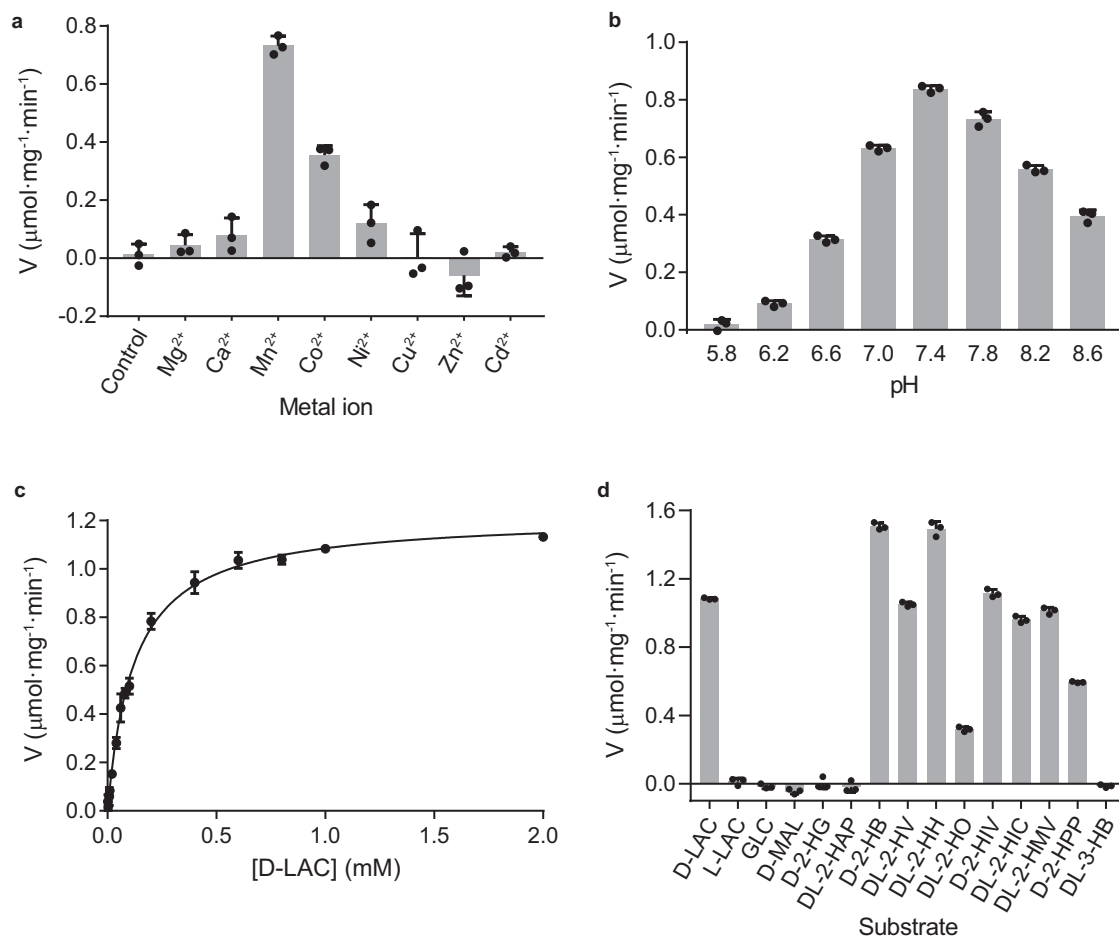 a
V (μmol·mg⁻¹·min⁻¹)
0.8
0.6
0.4
0.2
0.0
-0.2
Control
Mg²⁺
Ca²⁺
Mn²⁺
Co²⁺
Ni²⁺
Cu²⁺
Zn²⁺
Cd²⁺
Metal ion
b
V (μmol·mg⁻¹·min⁻¹)
1.0
0.8
0.6
0.4
0.2
0.0
5.8 6.2 6.6 7.0 7.4 7.8 8.2 8.6
pH
c
V (μmol·mg⁻¹·min⁻¹)
1.2
1.0
0.8
0.6
0.4
0.2
0.0
0.0 0.5 1.0 1.5 2.0
[D-LAC] (mM)
d
V (μmol·mg⁻¹·min⁻¹)
1.6
1.2
0.8
0.4
0.0
D-LAC
L-LAC
GLC
D-MAL
D-2-HG
DL-2-HAP
D-2-HB
DL-2-HV
DL-2-HH
DL-2-HO
D-2-HIV
DL-2-HIC
DL-2-HMV
D-2-HPP
DL-3-HB
Substrate